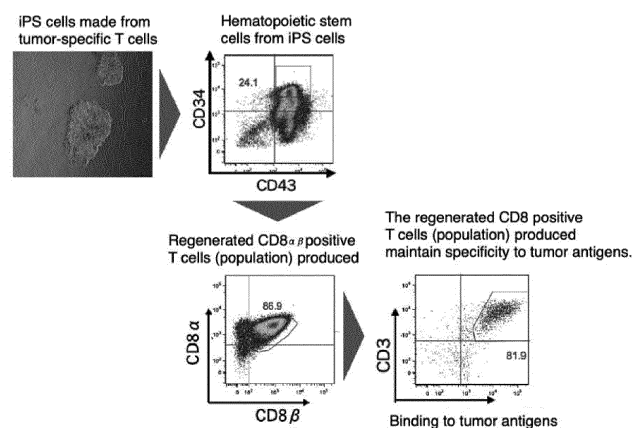 iPS cells made from
tumor-specific T cells
Hematopoietic stem
cells from iPS cells
24.1
CD34
CD43
Regenerated CD8αβ positive
T cells (population) produced
86.9
CD8α
CD8β
The regenerated CD8 positive
T cells (population) produced
maintain specificity to tumor antigens.
CD3
81.9
Binding to tumor antigens